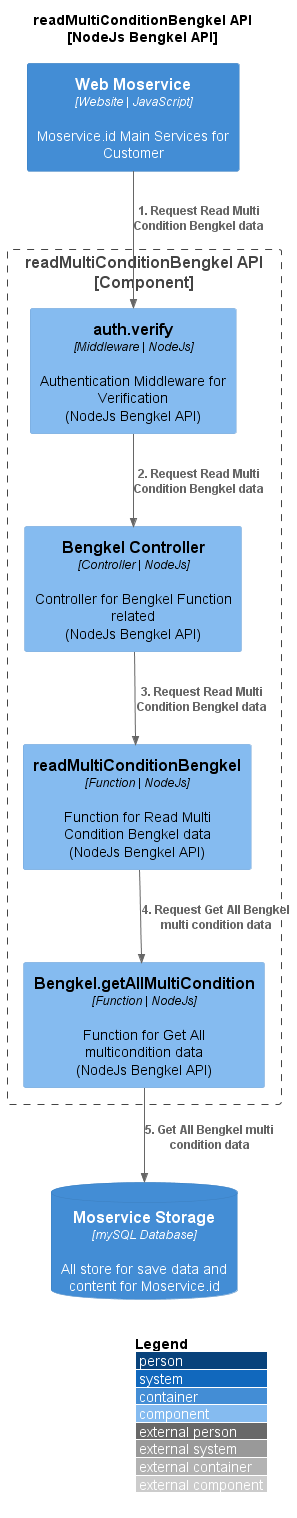 readMultiConditionBengkel API
[NodeJs Bengkel API]
Web Moservice
[Website | JavaScript]
Moservice.id Main Services for
Customer
1. Request Read Multi
Condition Bengkel data
readMultiConditionBengkel API
[Component]
auth.verify
[Middleware | NodeJs]
Authentication Middleware for
Verification
(NodeJs Bengkel API)
2. Request Read Multi
Condition Bengkel data
Bengkel Controller
[Controller | NodeJs]
Controller for Bengkel Function
related
(NodeJs Bengkel API)
3. Request Read Multi
Condition Bengkel data
readMultiConditionBengkel
[Function | NodeJs]
Function for Read Multi
Condition Bengkel data
(NodeJs Bengkel API)
4. Request Get All Bengkel
multi condition data
Bengkel.getAllMultiCondition
[Function | NodeJs]
Function for Get All
multicondition data
(NodeJs Bengkel API)
5. Get All Bengkel multi
condition data
Moservice Storage
[mySQL Database]
All store for save data and
content for Moservice.id
Legend
person
system
container
component
external person
external system
external container
external component